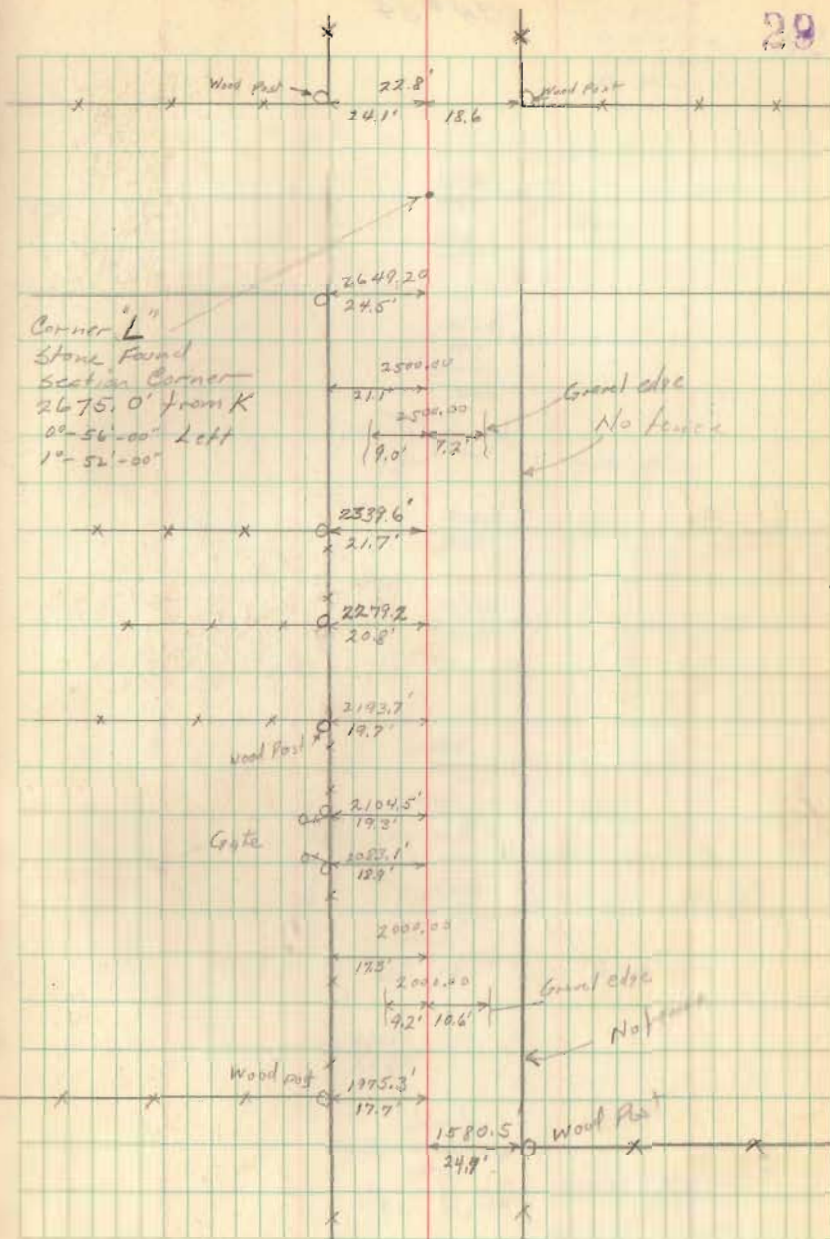 29
Wood Post
22.8'
Wood Post
24.1'
18.6
2649.20
24.5'
Corner "L"
Stone Found
Section Corner
2675.0' from K
0°-56'-00" Left
1°-52'-00"
2500.00
21.1'
Gravel edge
2500.00
No fence
9.0'
7.2'
2339.6'
21.7'
2279.2
20.8'
2193.7'
19.7'
Wood Post
2104.5'
19.3'
Gate
2083.1'
18.9'
2000.00
17.5'
2000.00
Gravel edge
9.2'
10.6'
No fence
Wood post
1975.3'
17.7'
1580.5'
Wood Post
24.9'